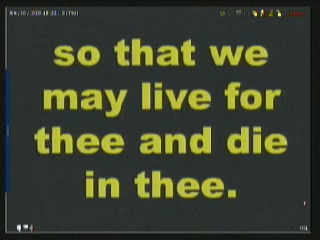 so that we
may live for
thee and die
in thee.